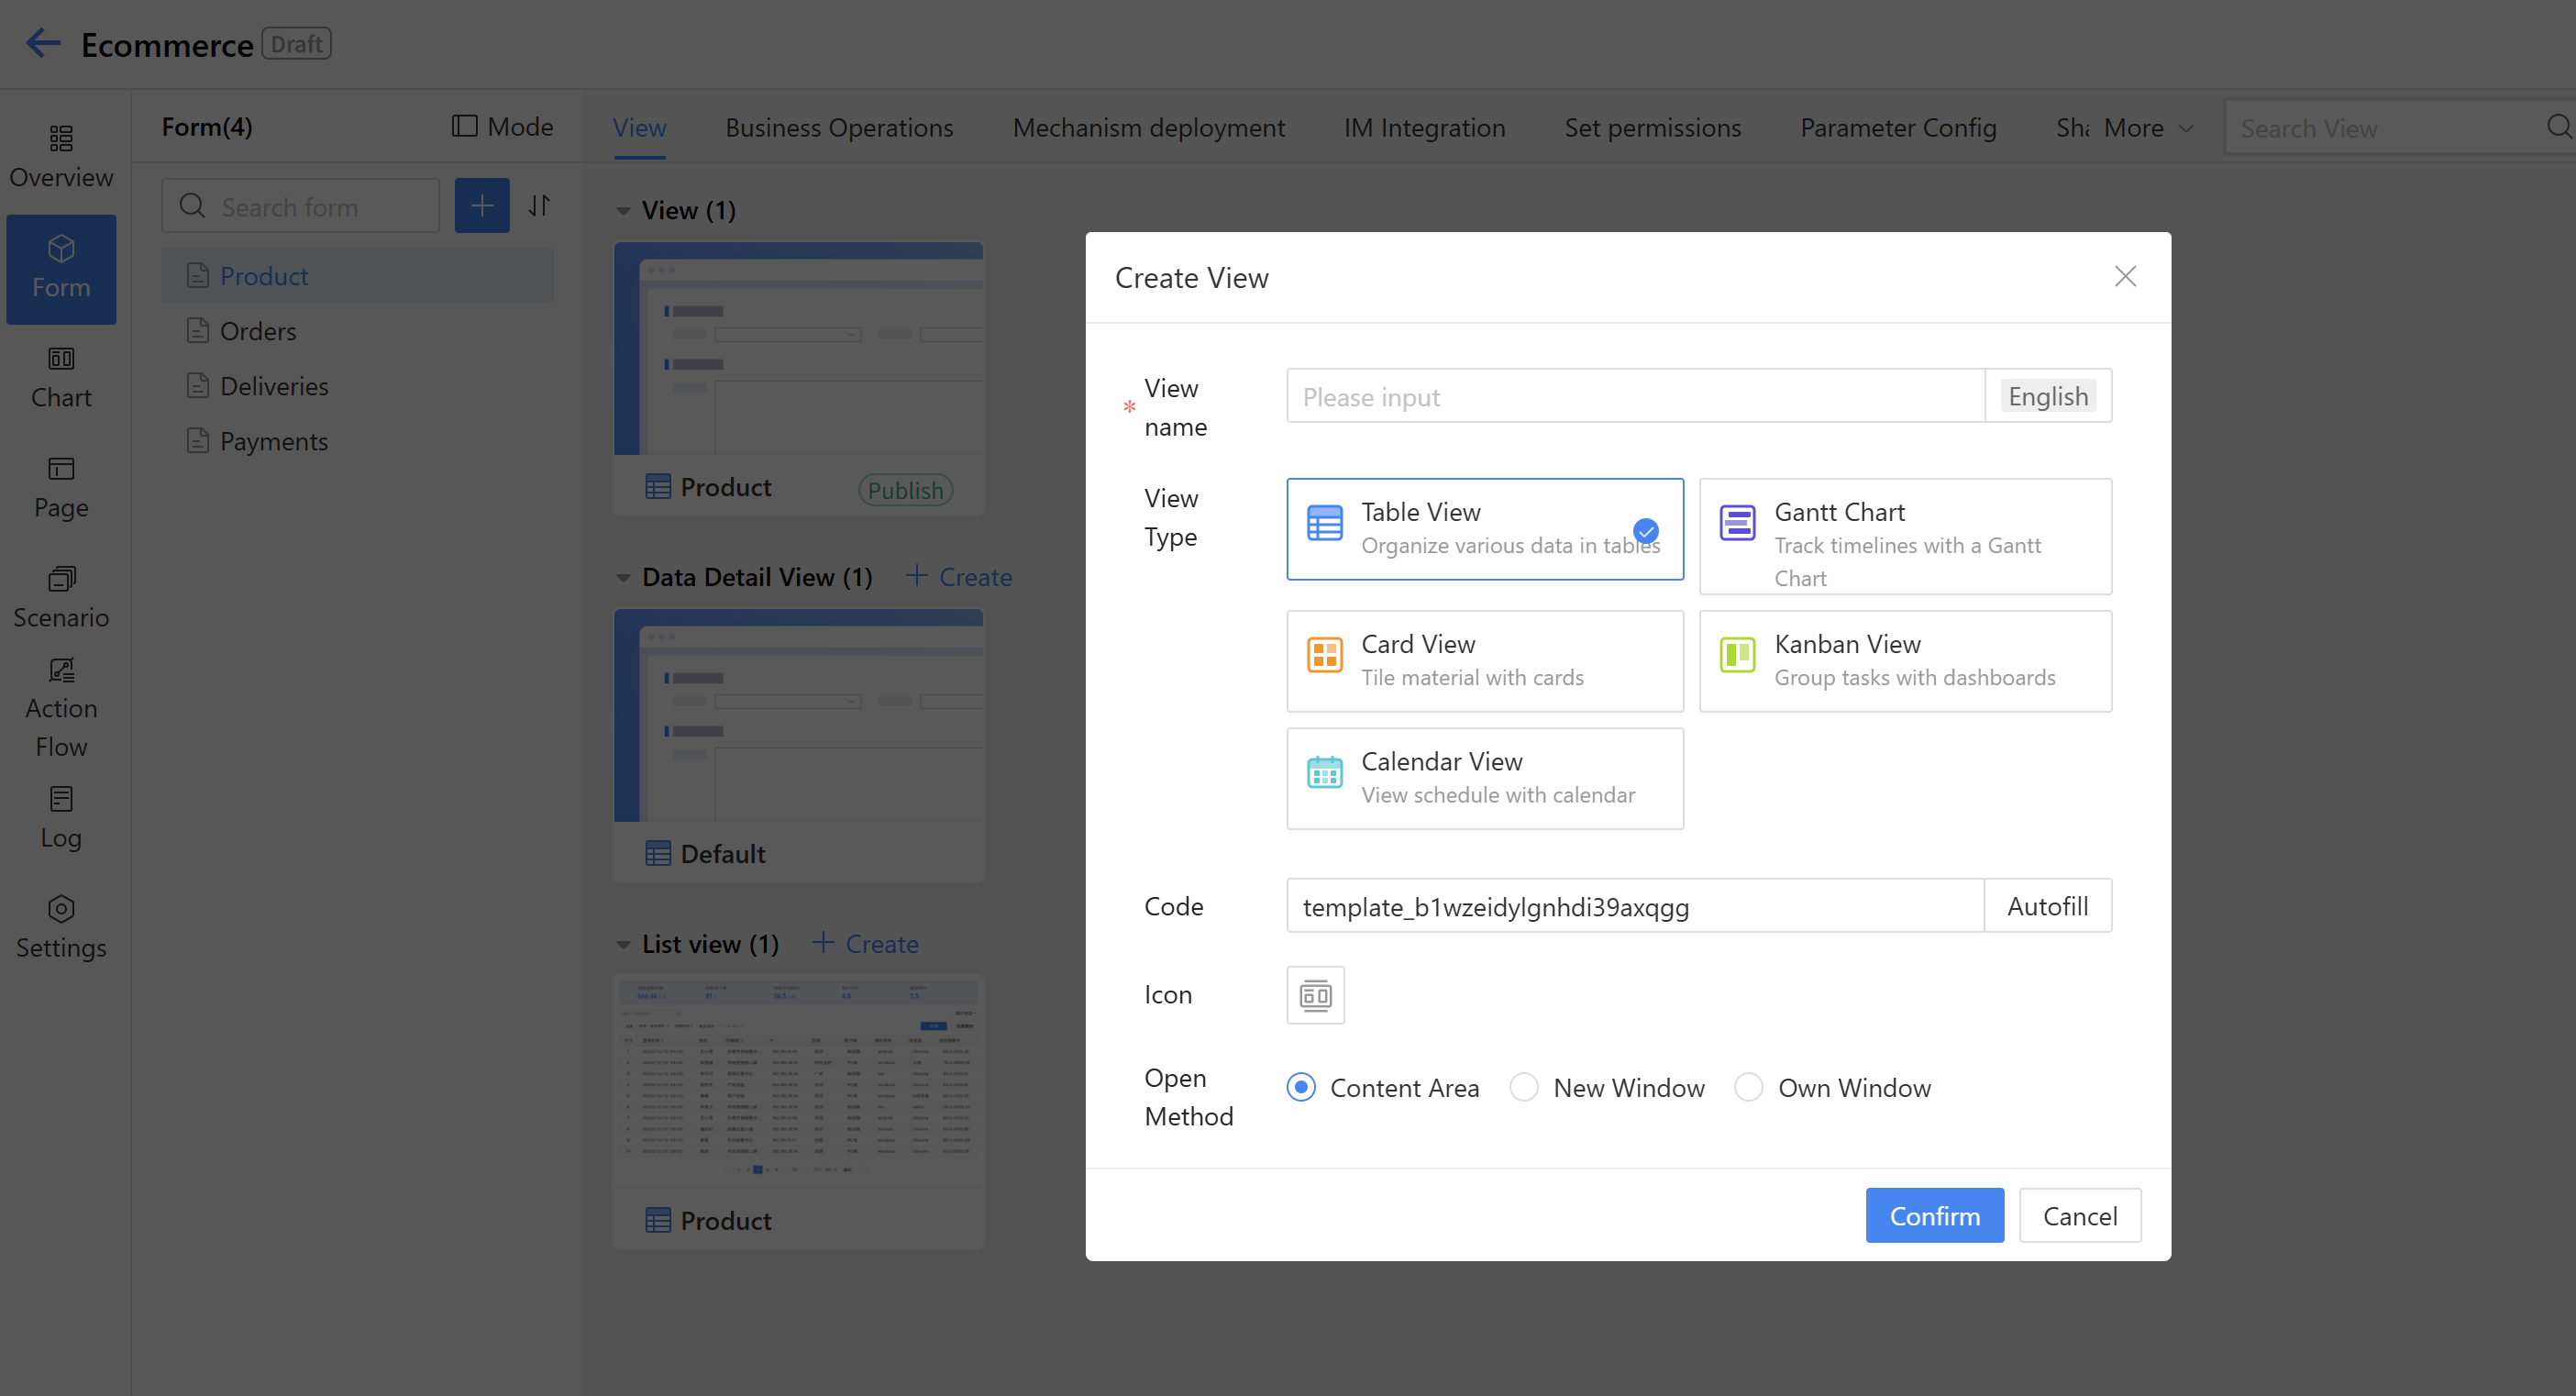 Ecommerce Draft
Overview
Form
Chart
Page
Scenario
Action
Flow
Log
Settings
Form(4) Mode
Search form
Product
Orders
Deliveries
Payments
View Business Operations Mechanism deployment IM Integration Set permissions Parameter Config Sha More Search View
View (1)
Product Publish
Data Detail View (1) Create
Default
List view (1) Create
Product
Create View
* View
name
Please input English
View
Type
Table View
Organize various data in tables
Gantt Chart
Track timelines with a Gantt
Chart
Card View
Tile material with cards
Kanban View
Group tasks with dashboards
Calendar View
View schedule with calendar
Code template_b1wzeidylgnhdi39axqgg Autofill
Icon
Open
Method
Content Area New Window Own Window
Confirm Cancel